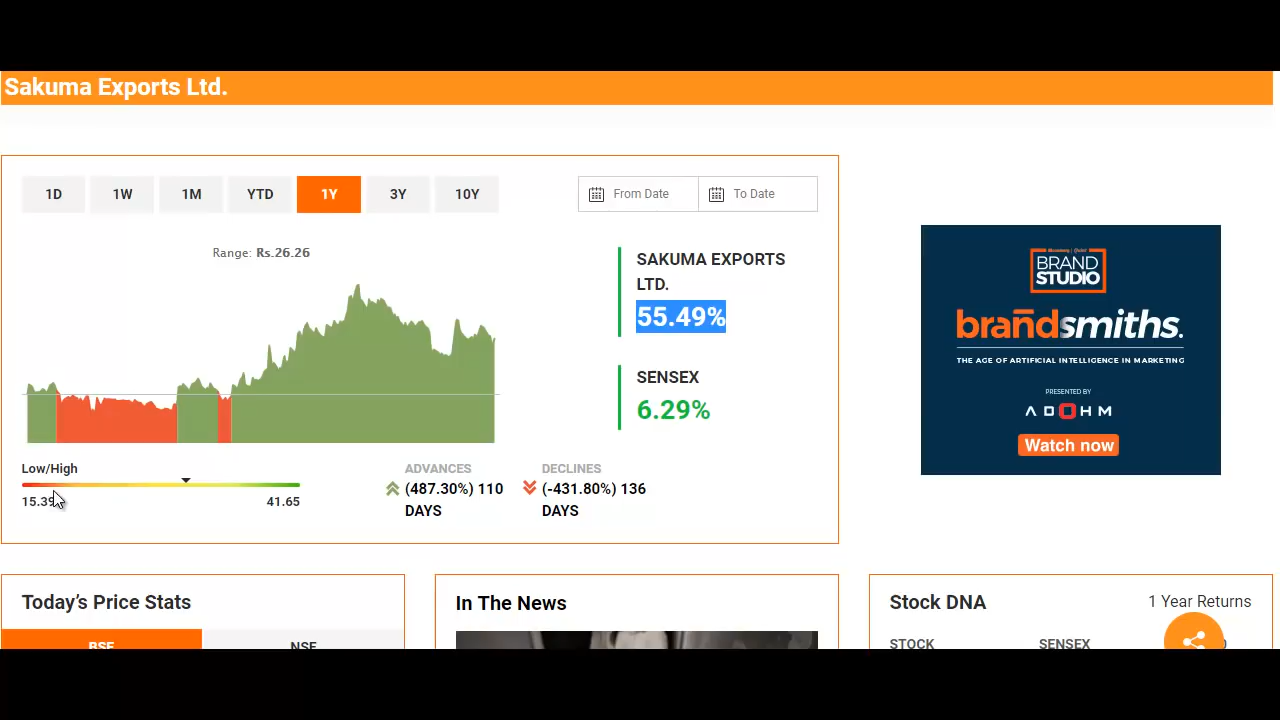 Sakuma Exports Ltd.
1D 1W 1M YTD 1Y 3Y 10Y From Date To Date
Range: Rs.26.26
SAKUMA EXPORTS
LTD.
55.49%
SENSEX
6.29%
Low/High
15.39 41.65
ADVANCES
(487.30%) 110
DAYS
DECLINES
(-431.80%) 136
DAYS
BRAND
STUDIO
brandsmiths.
THE AGE OF ARTIFICIAL INTELLIGENCE IN MARKETING
PRESENTED BY
ADOHM
Watch now
Today's Price Stats
BSE NSE
In The News
Stock DNA 1 Year Returns
STOCK SENSEX